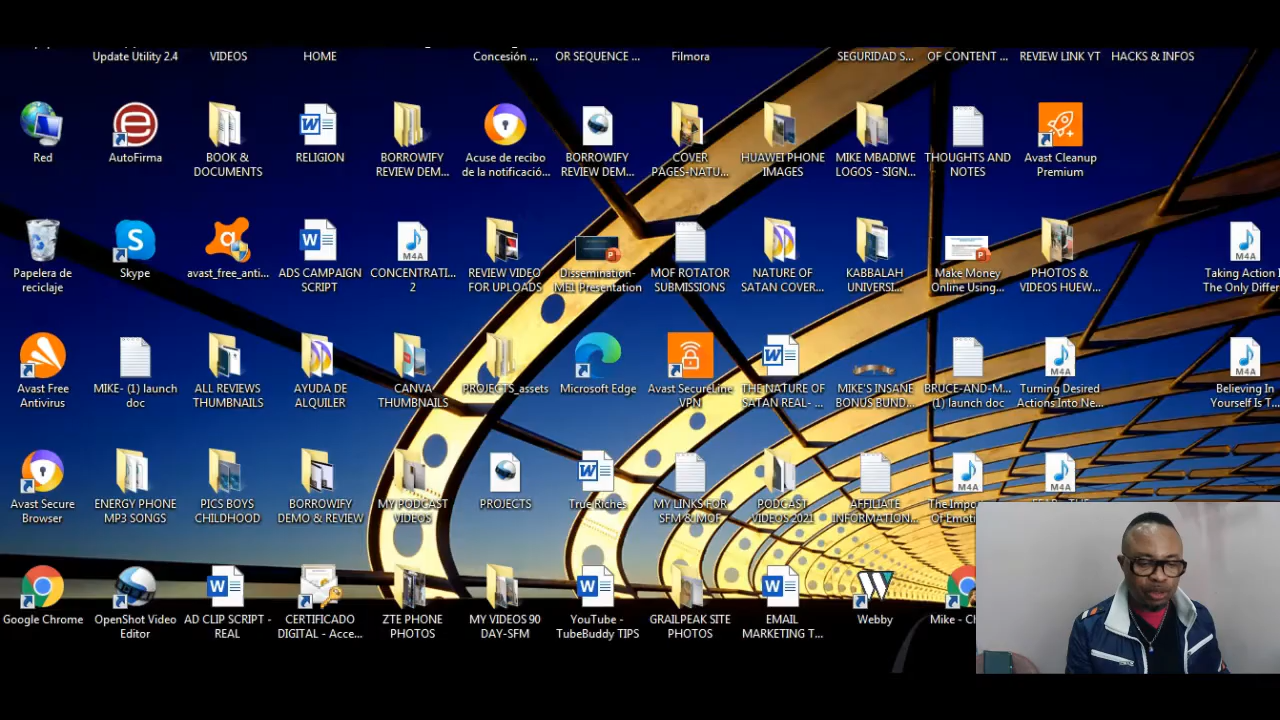 Update Utility 2.4
VIDEOS
HOME
Concesión ...
OR SEQUENCE ...
Filmora
SEGURIDAD S...
OF CONTENT ...
REVIEW LINK YT
HACKS & INFOS
Red
AutoFirma
BOOK &
DOCUMENTS
RELIGION
BORROWIFY
REVIEW DEM...
Acuse de recibo
de la notificació...
BORROWIFY
REVIEW DEM...
COVER
PAGES-NATU...
HUAWEI PHONE
IMAGES
MIKE MBADIWE
LOGOS - SIGN...
THOUGHTS AND
NOTES
Avast Cleanup
Premium
Papelera de
reciclaje
Skype
avast_free_anti...
ADS CAMPAIGN
SCRIPT
M4A
CONCENTRATI...
2
REVIEW VIDEO
FOR UPLOADS
Dissemination-
ME1 Presentation
MOF ROTATOR
SUBMISSIONS
NATURE OF
SATAN COVER...
KABBALAH
UNIVERSI...
Make Money
Online Using...
PHOTOS &
VIDEOS HUEW...
M4A
Taking Action I
The Only Differ
Avast Free
Antivirus
MIKE- (1) launch
doc
ALL REVIEWS
THUMBNAILS
AYUDA DE
ALQUILER
CANVA
THUMBNAILS
PROJECTS_assets
Microsoft Edge
Avast SecureLine
VPN
THE NATURE OF
SATAN REAL- ...
MIKE'S INSANE
BONUS BUND...
BRUCE-AND-M...
(1) launch doc
M4A
Turning Desired
Actions Into Ne...
M4A
Believing In
Yourself Is T...
Avast Secure
Browser
ENERGY PHONE
MP3 SONGS
PICS BOYS
CHILDHOOD
BORROWIFY
DEMO & REVIEW
MY PODCAST
VIDEOS
PROJECTS
True Riches
MY LINKS FOR
SFM & IMOF
PODCAST
VIDEOS 2021
AFFILIATE
INFORMATION...
M4A
The Impo
Of Emoti
M4A
Google Chrome
OpenShot Video
Editor
AD CLIP SCRIPT -
REAL
CERTIFICADO
DIGITAL - Acce...
ZTE PHONE
PHOTOS
MY VIDEOS 90
DAY-SFM
YouTube -
TubeBuddy TIPS
GRAILPEAK SITE
PHOTOS
EMAIL
MARKETING T...
Webby
Mike - Ch